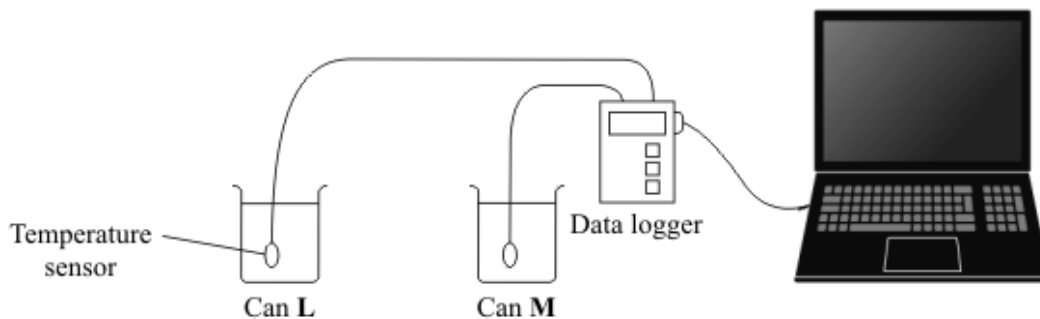 Temperature
sensor
Can L
Can M
Data logger